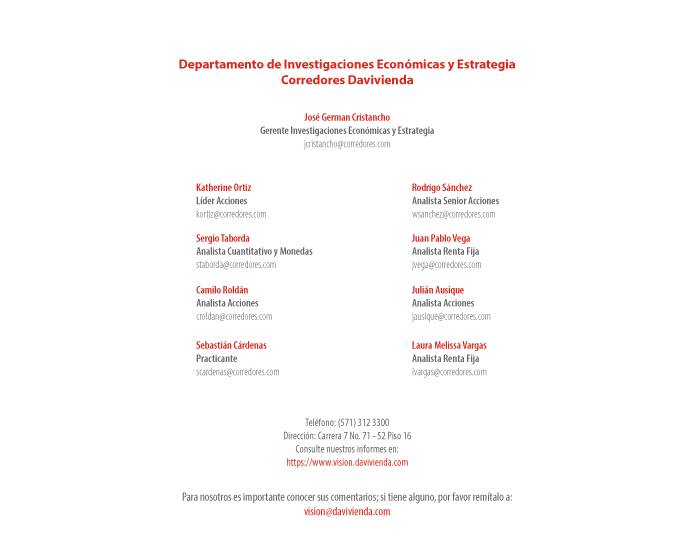 Departamento de Investigaciones Económicas y Estrategia
Corredores Davivienda
José German Cristancho
Gerente Investigaciones Económicas y Estrategia
jcristancho@corredores.com
Katherine Ortiz
Líder Acciones
kortiz@corredores.com
Rodrigo Sánchez
Analista Senior Acciones
wsanchez@corredores.com
Sergio Taborda
Analista Cuantitativo y Monedas
staborda@corredores.com
Juan Pablo Vega
Analista Renta Fija
jvega@corredores.com
Camilo Roldán
Analista Acciones
croldan@corredores.com
Julián Ausique
Analista Acciones
jausique@corredores.com
Sebastián Cárdenas
Practicante
scardenas@corredores.com
Laura Melissa Vargas
Analista Renta Fija
lvargas@corredores.com
Teléfono: (571) 312 3300
Dirección: Carrera 7 No. 71 - 52 Piso 16
Consulte nuestros informes en:
https://www.vision.davivienda.com
Para nosotros es importante conocer sus comentarios; si tiene alguno, por favor remítalo a:
vision@davivienda.com